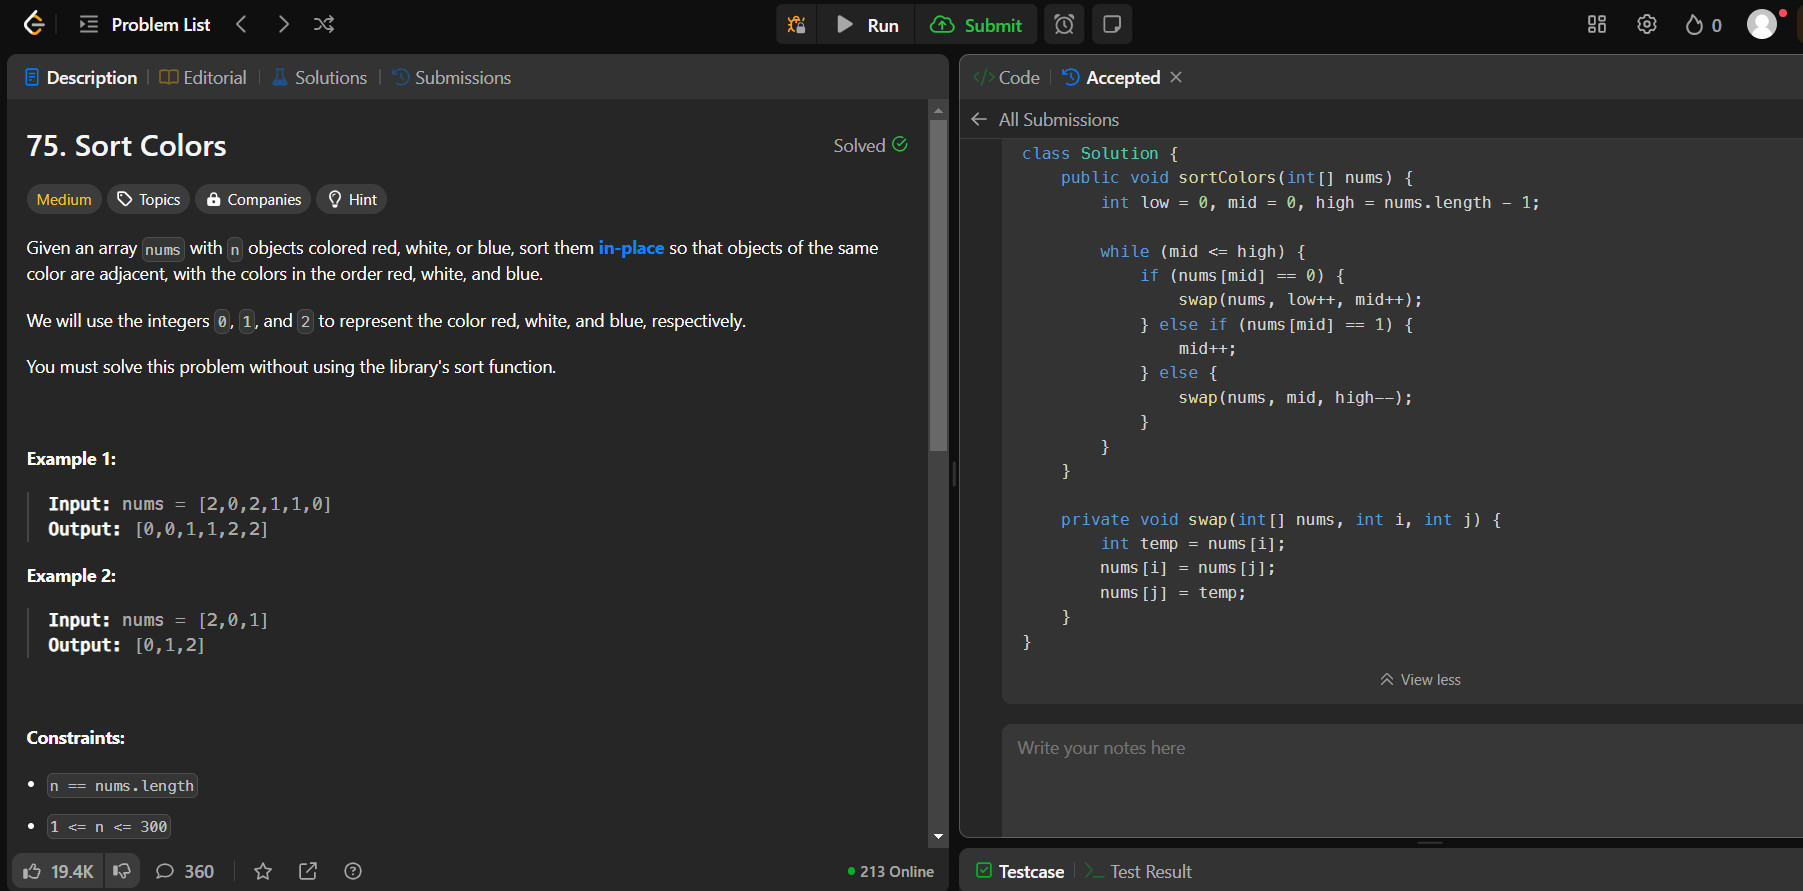 Problem List
Run
Submit
0
Description
Editorial
Solutions
Submissions
75. Sort Colors
Solved
Medium
Topics
Companies
Hint
Given an array nums with n objects colored red, white, or blue, sort them in-place so that objects of the same
color are adjacent, with the colors in the order red, white, and blue.
We will use the integers 0, 1, and 2 to represent the color red, white, and blue, respectively.
You must solve this problem without using the library's sort function.
Example 1:
Input: nums = [2,0,2,1,1,0]
Output: [0,0,1,1,2,2]
Example 2:
Input: nums = [2,0,1]
Output: [0,1,2]
Constraints:
• n == nums.length
• 1 <= n <= 300
19.4K
360
213 Online
</> Code
Accepted
All Submissions
class Solution {
    public void sortColors(int[] nums) {
        int low = 0, mid = 0, high = nums.length - 1;

        while (mid <= high) {
            if (nums[mid] == 0) {
                swap(nums, low++, mid++);
            } else if (nums[mid] == 1) {
                mid++;
            } else {
                swap(nums, mid, high--);
            }
        }
    }

    private void swap(int[] nums, int i, int j) {
        int temp = nums[i];
        nums[i] = nums[j];
        nums[j] = temp;
    }
}
View less
Write your notes here
Testcase
Test Result